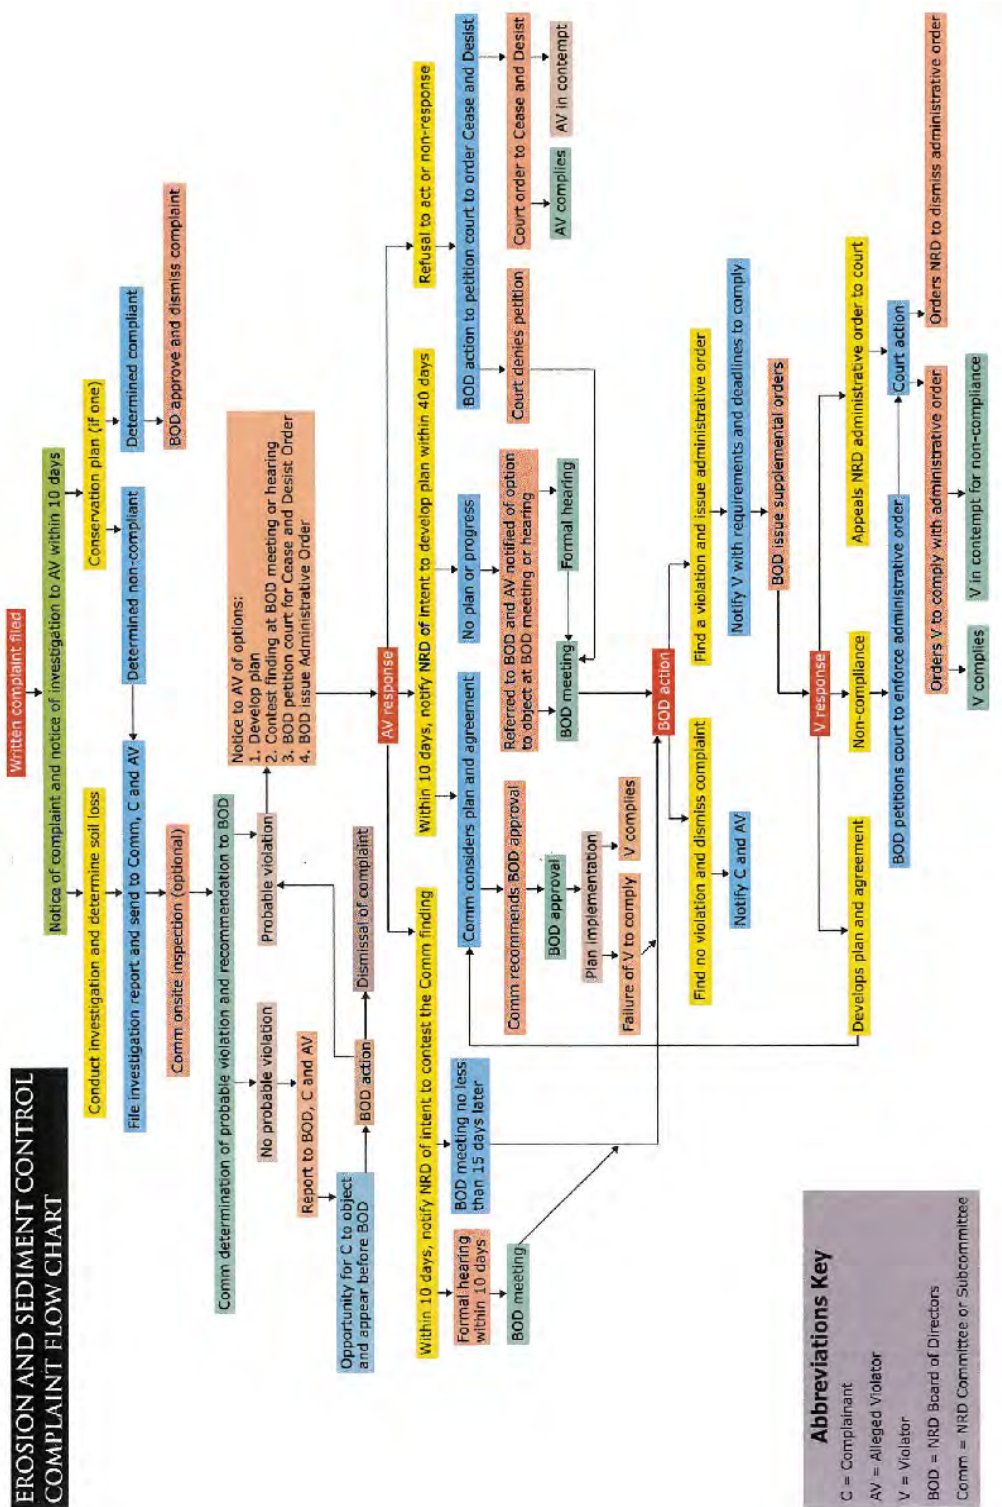 EROSION AND SEDIMENT CONTROL
COMPLAINT FLOW CHART
Written complaint filed
Notice of complaint and notice of investigation to AV within 10 days
Conduct investigation and determine soil loss
Conservation plan (if one)
File investigation report and send to Comm, C and AV
Determined non-compliant
Determined compliant
Comm onsite inspection (optional)
BOD approve and dismiss complaint
Comm determination of probable violation and recommendation to BOD
No probable violation
Probable violation
Notice to AV of options:
1. Develop plan
2. Contest finding at BOD meeting or hearing
3. BOD petition court for Cease and Desist Order
4. BOD issue Administrative Order
Report to BOD, C and AV
Opportunity for C to object
and appear before BOD
BOD action
Dismissal of complaint
AV response
Within 10 days, notify NRD of intent to contest the Comm finding
Within 10 days, notify NRD of intent to develop plan within 40 days
Refusal to act or non-response
Formal hearing
within 10 days
BOD meeting no less
than 15 days later
Comm considers plan and agreement
No plan or progress
BOD action to petition court to order Cease and Desist
BOD meeting
Comm recommends BOD approval
Referred to BOD and AV notified of option
to object at BOD meeting or hearing
Court denies petition
Court order to Cease and Desist
BOD approval
BOD meeting
Formal hearing
AV complies
AV in contempt
Plan implementation
Failure of V to comply
V complies
BOD action
Find no violation and dismiss complaint
Find a violation and issue administrative order
Notify C and AV
Notify V with requirements and deadlines to comply
BOD issue supplemental orders
V response
Develops plan and agreement
Non-compliance
Appeals NRD administrative order to court
BOD petitions court to enforce administrative order
Court action
Orders V to comply with administrative order
Orders NRD to dismiss administrative order
V complies
V in contempt for non-compliance
Abbreviations Key
C = Complainant
AV = Alleged Violator
V = Violator
BOD = NRD Board of Directors
Comm = NRD Committee or Subcommittee